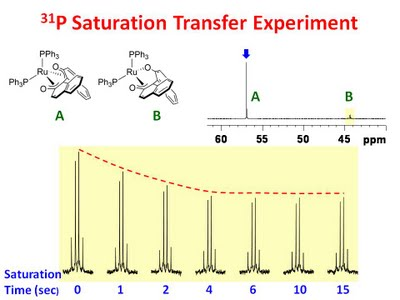 ³¹P Saturation Transfer Experiment
PPh₃
Ph₃P
Ru
O
O
A
PPh₃
Ph₃P
Ru
O
O
B
A
B
60 55 50 45 ppm
Saturation
Time (sec) 0 1 2 4 6 10 15